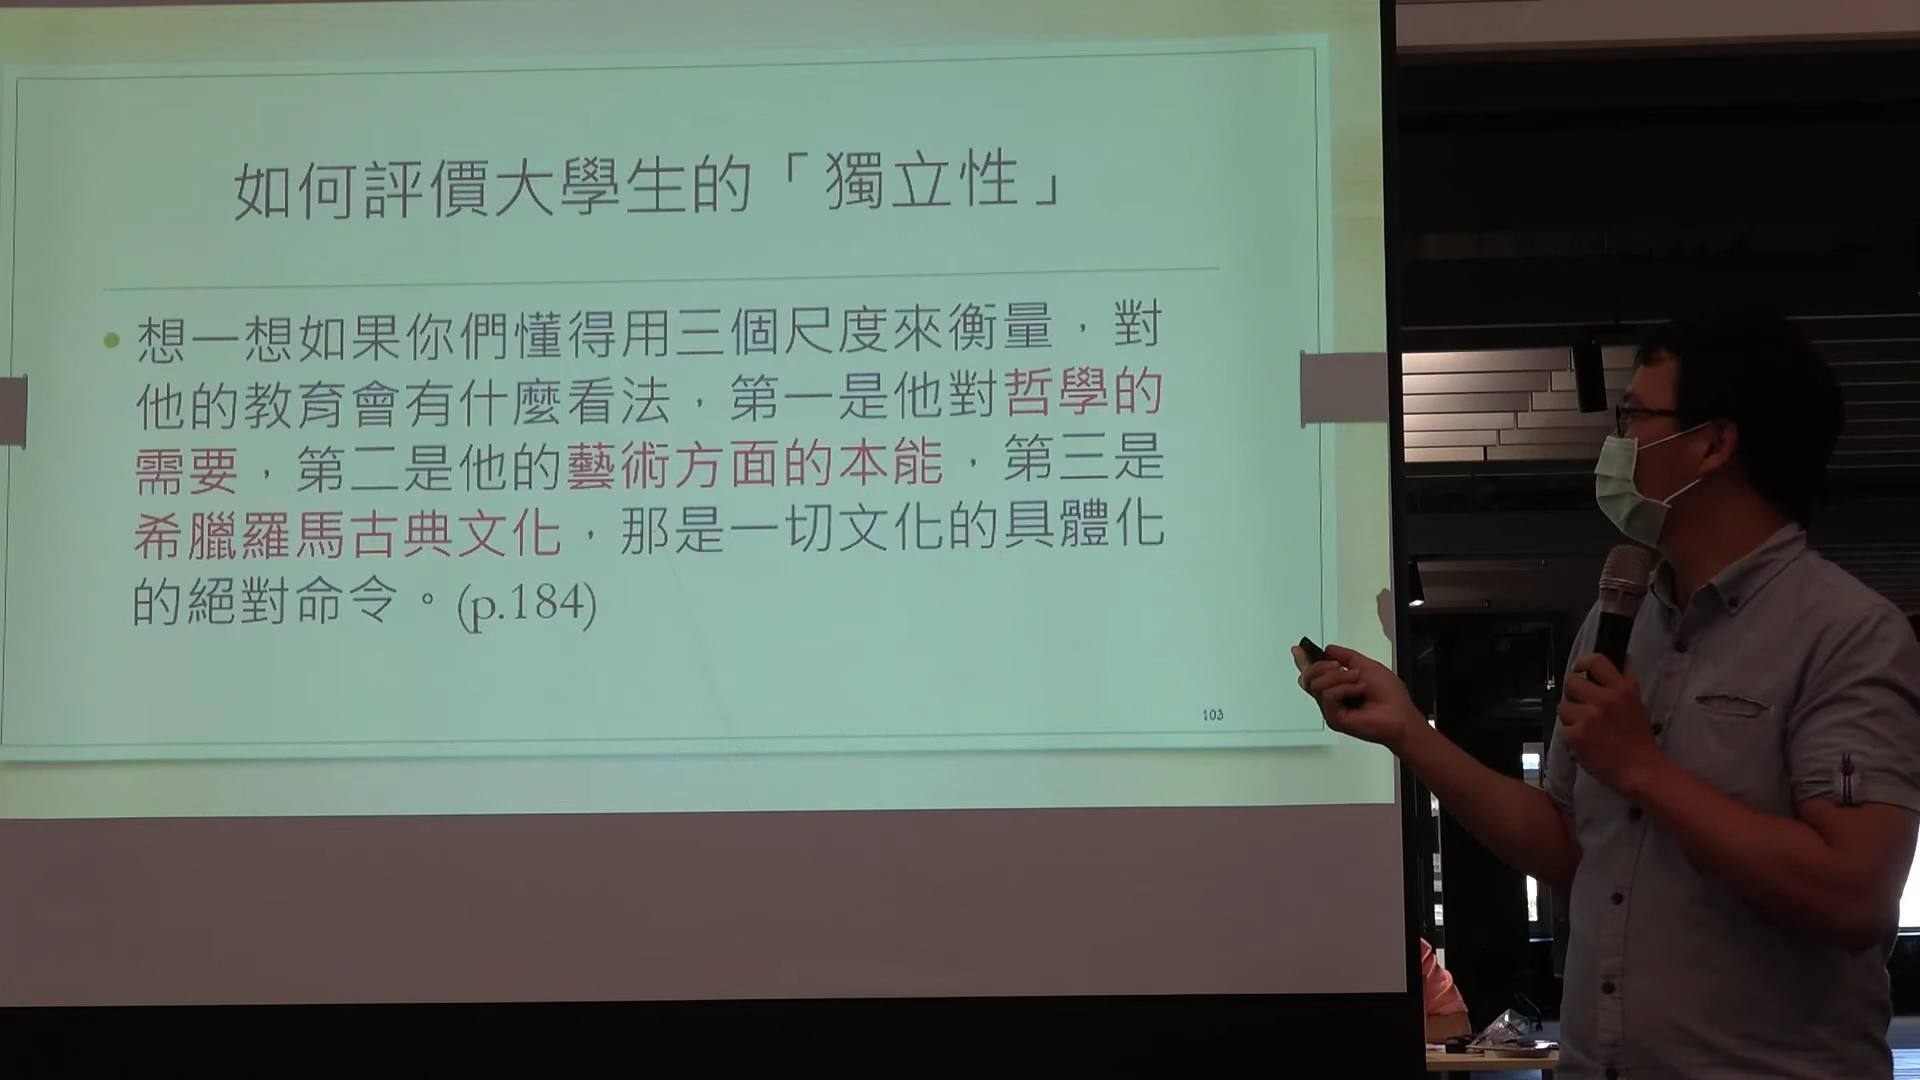 如何評價大學生的「獨立性」
• 想一想如果你們懂得用三個尺度來衡量，對
他的教育會有什麼看法，第一是他對哲學的
需要，第二是他的藝術方面的本能，第三是
希臘羅馬古典文化，那是一切文化的具體化
的絕對命令。(p.184)
103